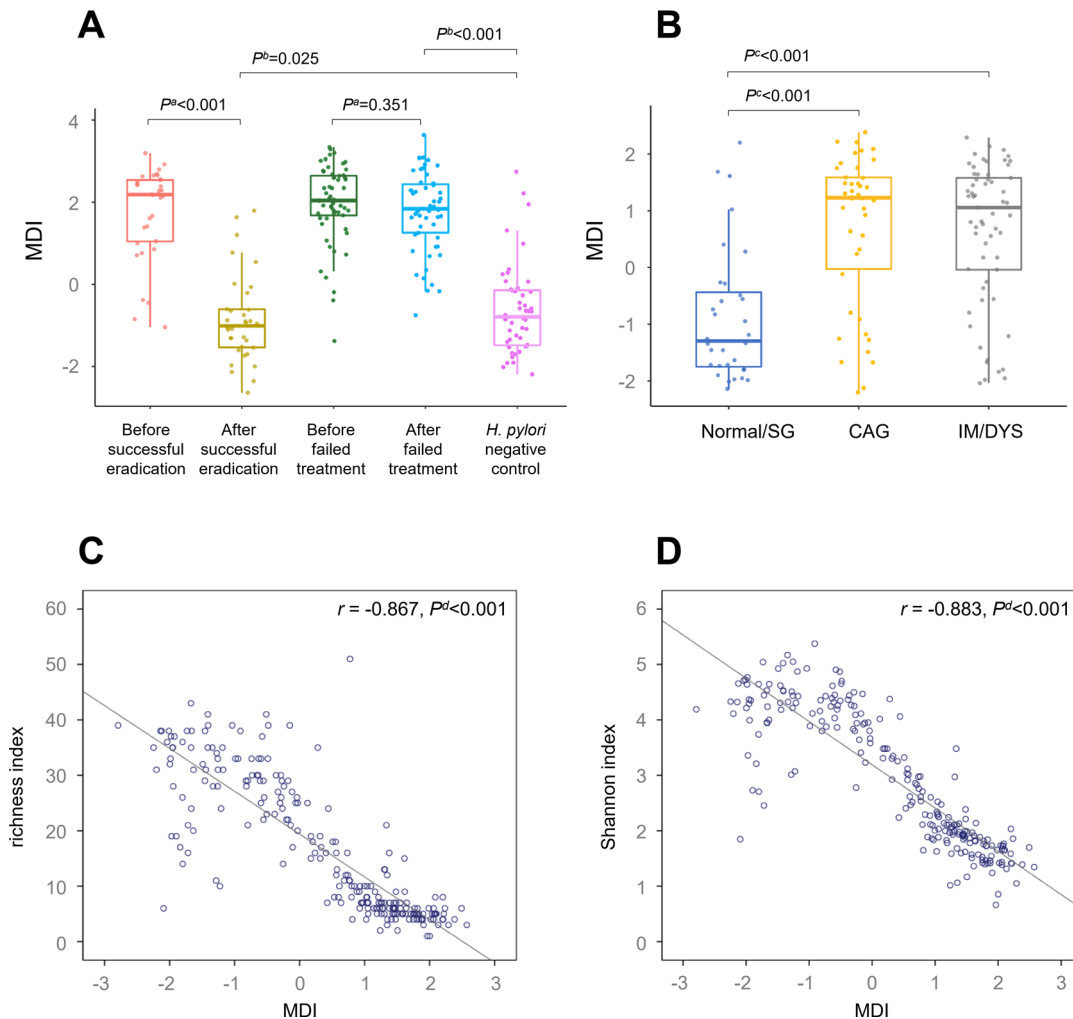 A
P^b<0.001
P^b=0.025
P^a<0.001
P^a=0.351
4
2
0
-2
MDI
Before successful eradication
After successful eradication
Before failed treatment
After failed treatment
H. pylori negative control
B
P^c<0.001
P^c<0.001
2
1
0
-1
-2
MDI
Normal/SG
CAG
IM/DYS
C
r = -0.867, P^d<0.001
60
50
40
30
20
10
0
richness index
-3
-2
-1
0
1
2
3
MDI
D
r = -0.883, P^d<0.001
6
5
4
3
2
1
0
Shannon index
-3
-2
-1
0
1
2
3
MDI